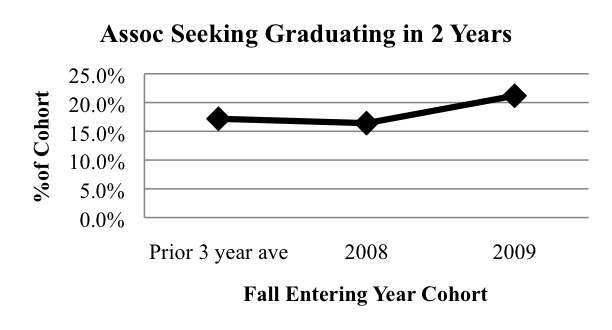 Assoc Seeking Graduating in 2 Years
%of Cohort
25.0%
20.0%
15.0%
10.0%
5.0%
0.0%
Prior 3 year ave 2008 2009
Fall Entering Year Cohort